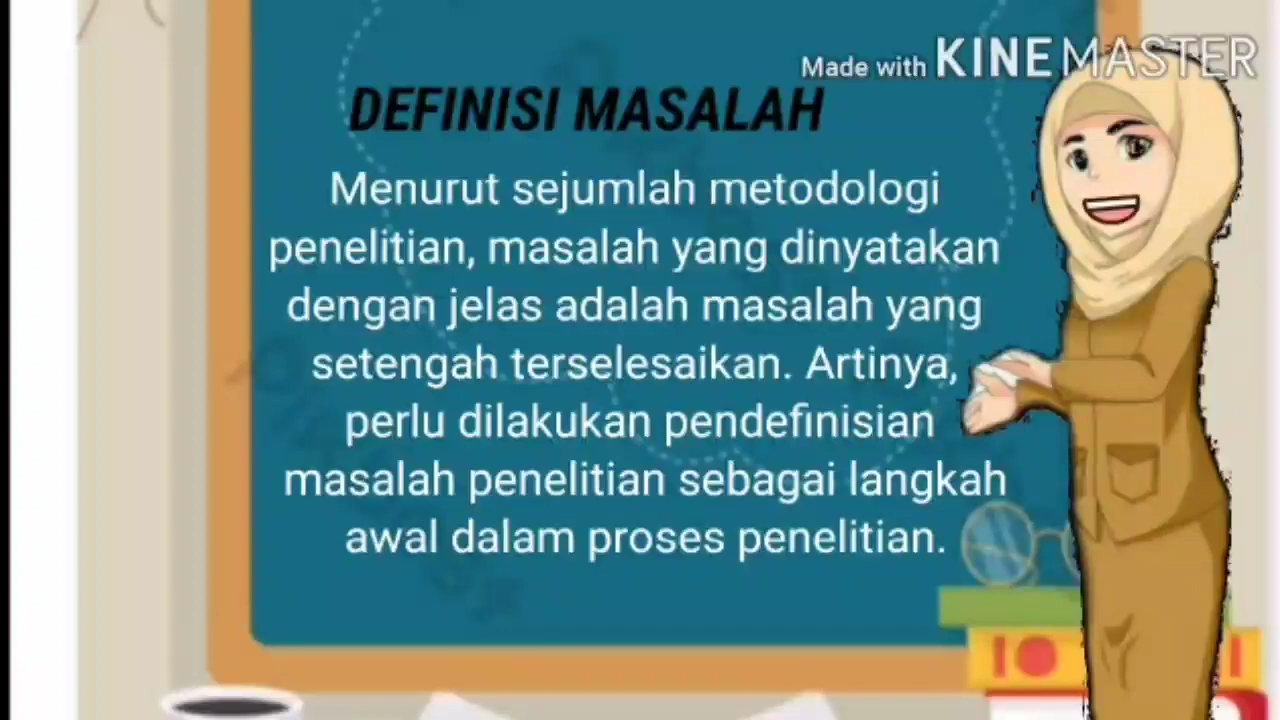 Made with KINEMASTER
DEFINISI MASALAH
Menurut sejumlah metodologi
penelitian, masalah yang dinyatakan
dengan jelas adalah masalah yang
setengah terselesaikan. Artinya,
perlu dilakukan pendefinisian
masalah penelitian sebagai langkah
awal dalam proses penelitian.